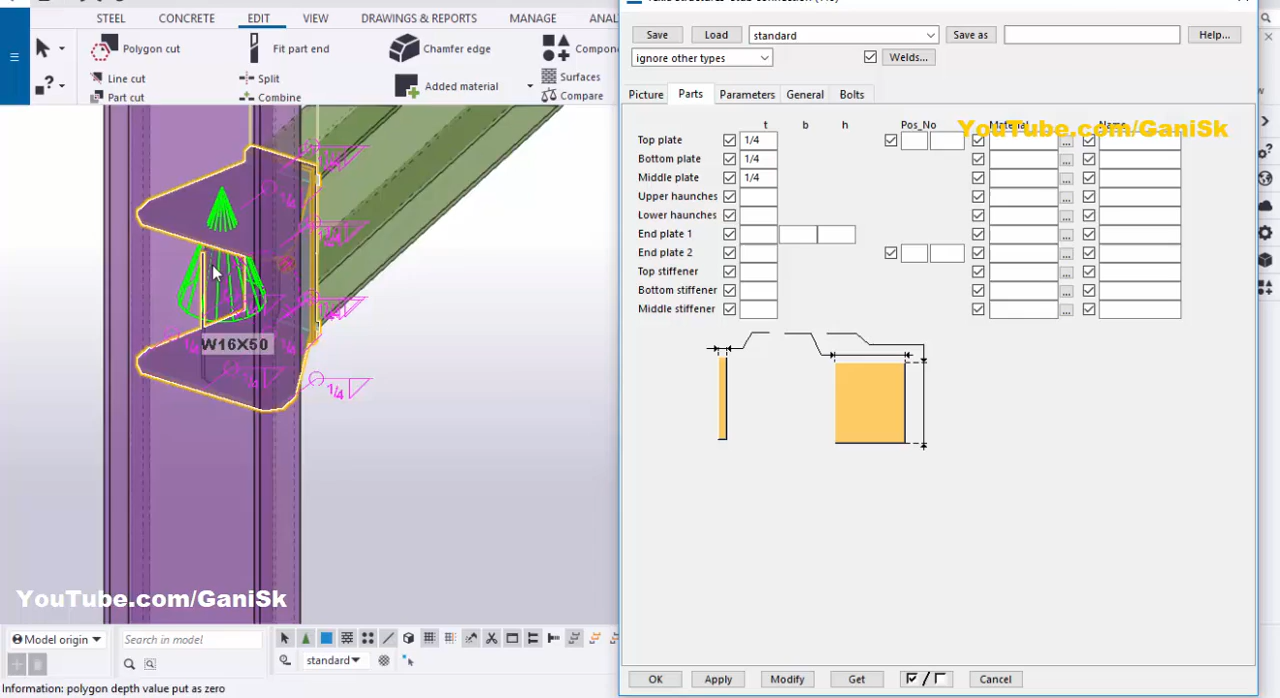 STEEL CONCRETE EDIT VIEW DRAWINGS & REPORTS MANAGE
Polygon cut
Fit part end
Chamfer edge
Line cut
Split
Added material
Surfaces
Part cut
Combine
Compare
W16X50
1/4
1/4
1/4
1/4
YouTube.com/GaniSk
Model origin
Search in model
standard
Information: polygon depth value put as zero
Save Load standard Save as Help...
ignore other types Welds...
Picture Parts Parameters General Bolts
YouTube.com/GaniSk
t b h Pos_No
Top plate 1/4 ...
Bottom plate 1/4 ...
Middle plate 1/4 ...
Upper haunches ...
Lower haunches ...
End plate 1 ...
End plate 2 ...
Top stiffener ...
Bottom stiffener ...
Middle stiffener ...
OK Apply Modify Get / Cancel